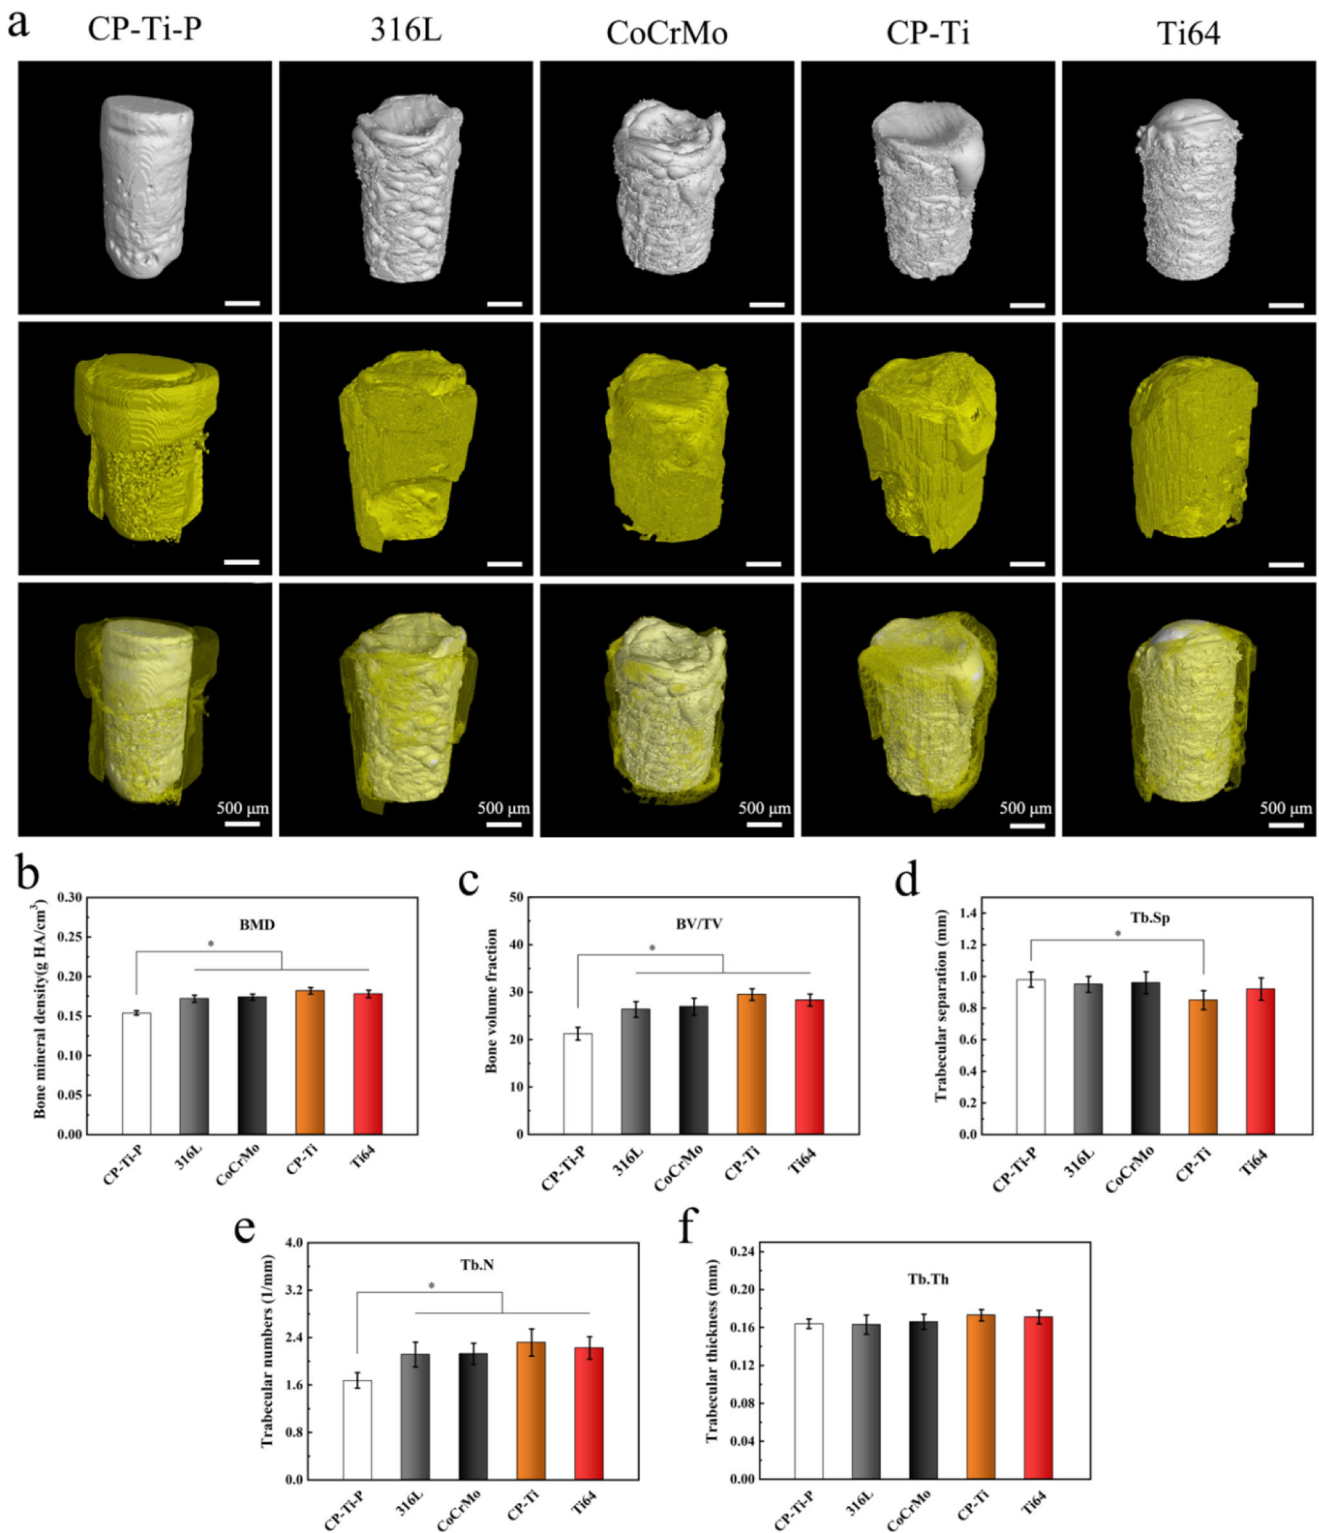 a
CP-Ti-P 316L CoCrMo CP-Ti Ti64
500 μm 500 μm 500 μm 500 μm 500 μm
b
BMD
*
Bone mineral density(g HA/cm³)
0.30
0.25
0.20
0.15
0.10
0.05
0.00
CP-Ti-P 316L CoCrMo CP-Ti Ti64
c
BV/TV
*
Bone volume fraction
50
40
30
20
10
0
CP-Ti-P 316L CoCrMo CP-Ti Ti64
d
Tb.Sp
*
Trabecular separation (mm)
1.4
1.2
1.0
0.8
0.6
0.4
0.2
0.0
CP-Ti-P 316L CoCrMo CP-Ti Ti64
e
Tb.N
*
Trabecular numbers (1/mm)
4.0
3.2
2.4
1.6
0.8
0.0
CP-Ti-P 316L CoCrMo CP-Ti Ti64
f
Tb.Th
Trabecular thickness (mm)
0.24
0.20
0.16
0.12
0.08
0.04
0.00
CP-Ti-P 316L CoCrMo CP-Ti Ti64